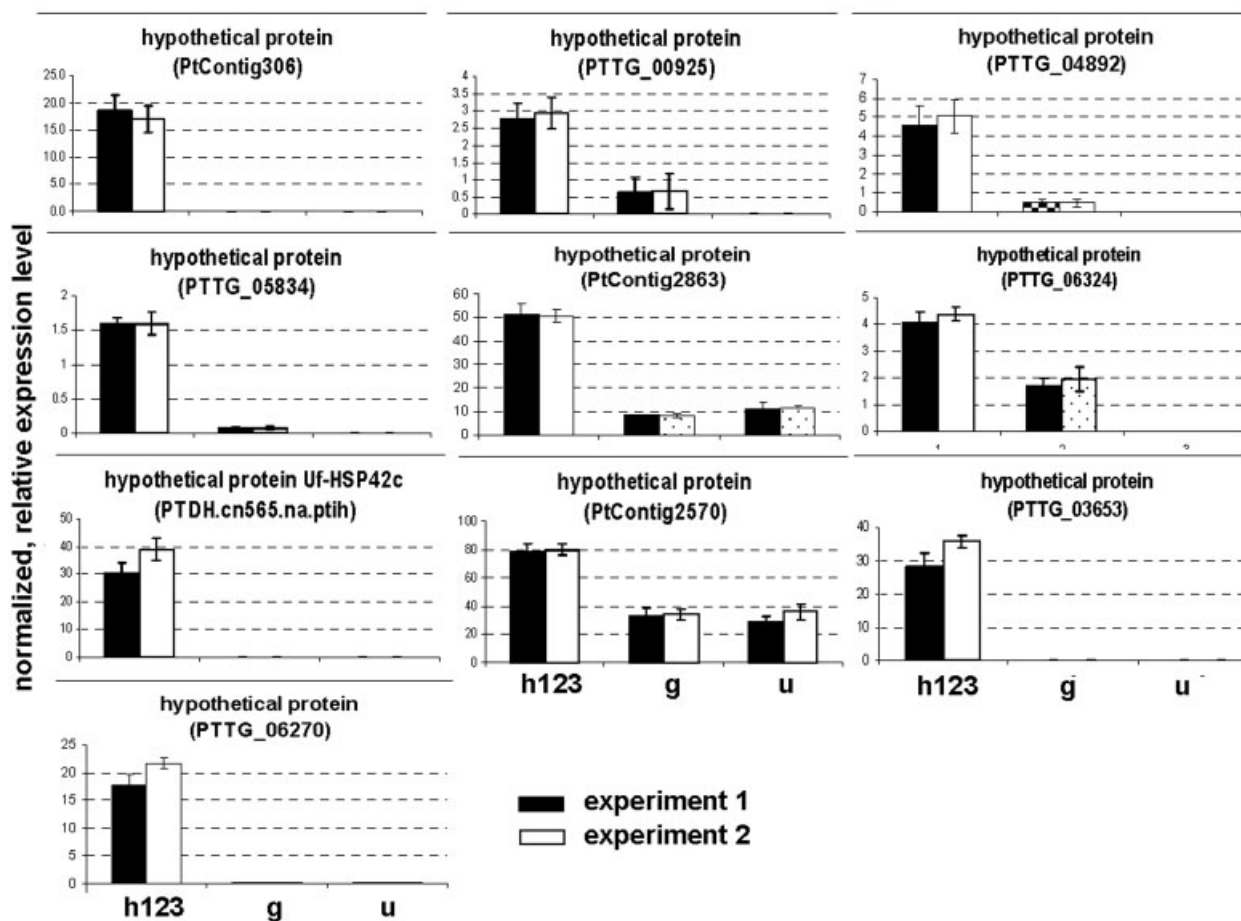 normalized, relative expression level
hypothetical protein
(PtContig306)
25.0
20.0
15.0
10.0
5.0
0.0
hypothetical protein
(PTTG_00925)
4
3.5
3
2.5
2
1.5
1
0.5
0
hypothetical protein
(PTTG_04892)
7
6
5
4
3
2
1
0
hypothetical protein
(PTTG_05834)
2
1.5
1
0.5
0
hypothetical protein
(PtContig2863)
60
50
40
30
20
10
0
hypothetical protein
(PTTG_06324)
5
4
3
2
1
0
hypothetical protein Uf-HSP42c
(PTDH.cn565.na.ptih)
50
40
30
20
10
0
hypothetical protein
(PtContig2570)
100
80
60
40
20
0
h123 g u
hypothetical protein
(PTTG_03653)
40
30
20
10
0
h123 g u
hypothetical protein
(PTTG_06270)
25
20
15
10
5
0
h123 g u
experiment 1
experiment 2